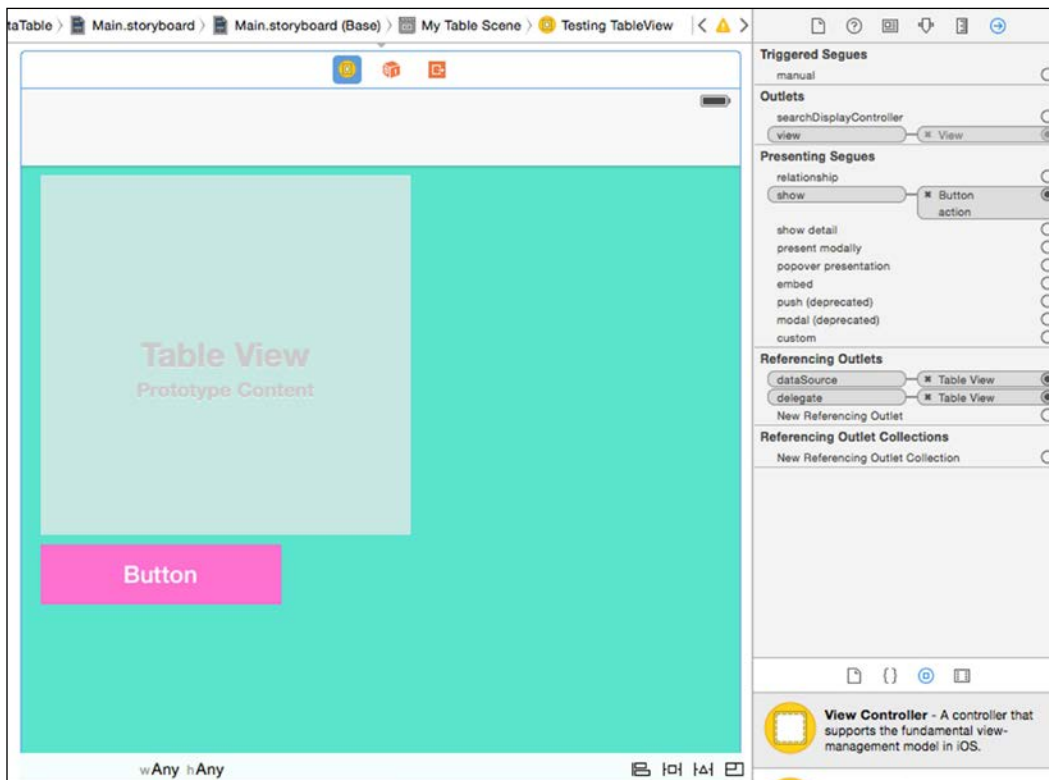 taTable 〉 Main.storyboard 〉 Main.storyboard (Base) 〉 My Table Scene 〉 Testing TableView
Table View
Prototype Content
Button
wAny hAny
Triggered Segues
manual
Outlets
searchDisplayController
view View
Presenting Segues
relationship
show Button
action
show detail
present modally
popover presentation
embed
push (deprecated)
modal (deprecated)
custom
Referencing Outlets
dataSource Table View
delegate Table View
New Referencing Outlet
Referencing Outlet Collections
New Referencing Outlet Collection
{}
View Controller - A controller that
supports the fundamental view-
management model in iOS.